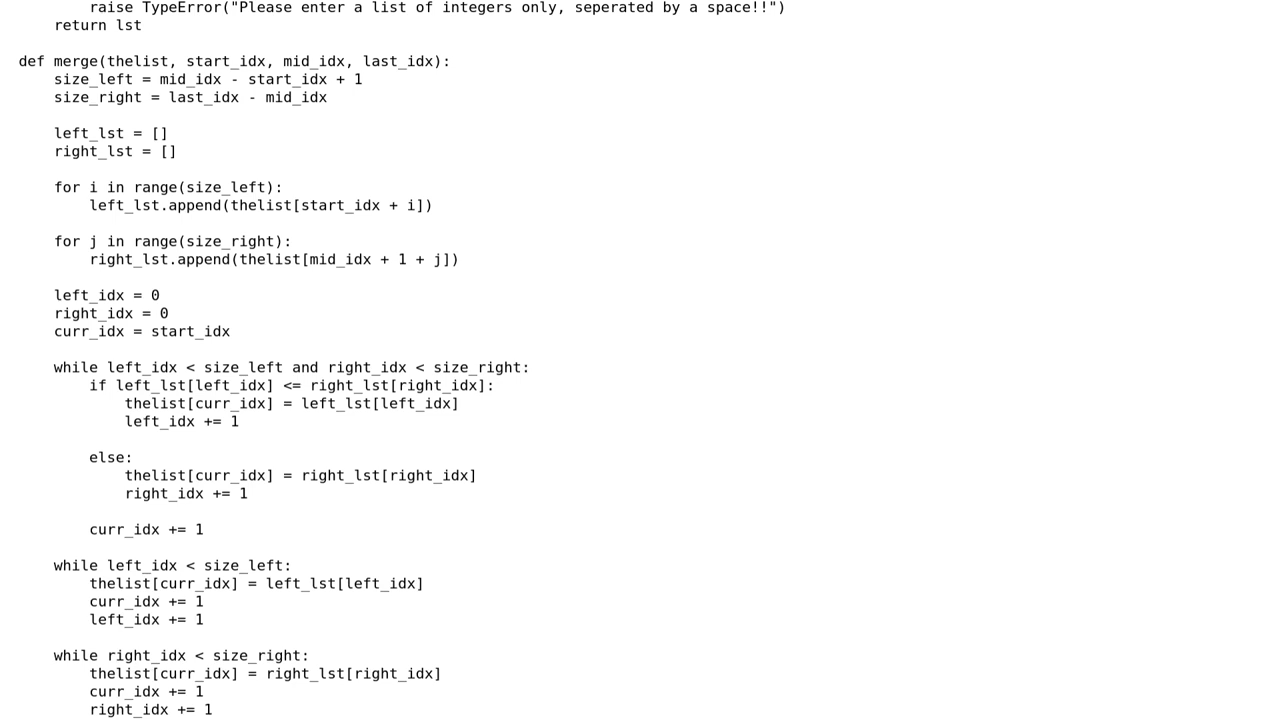 raise TypeError("Please enter a list of integers only, seperated by a space!!")
    return lst

def merge(thelist, start_idx, mid_idx, last_idx):
    size_left = mid_idx - start_idx + 1
    size_right = last_idx - mid_idx

    left_lst = []
    right_lst = []

    for i in range(size_left):
        left_lst.append(thelist[start_idx + i])

    for j in range(size_right):
        right_lst.append(thelist[mid_idx + 1 + j])

    left_idx = 0
    right_idx = 0
    curr_idx = start_idx

    while left_idx < size_left and right_idx < size_right:
        if left_lst[left_idx] <= right_lst[right_idx]:
            thelist[curr_idx] = left_lst[left_idx]
            left_idx += 1

        else:
            thelist[curr_idx] = right_lst[right_idx]
            right_idx += 1

        curr_idx += 1

    while left_idx < size_left:
        thelist[curr_idx] = left_lst[left_idx]
        curr_idx += 1
        left_idx += 1

    while right_idx < size_right:
        thelist[curr_idx] = right_lst[right_idx]
        curr_idx += 1
        right_idx += 1